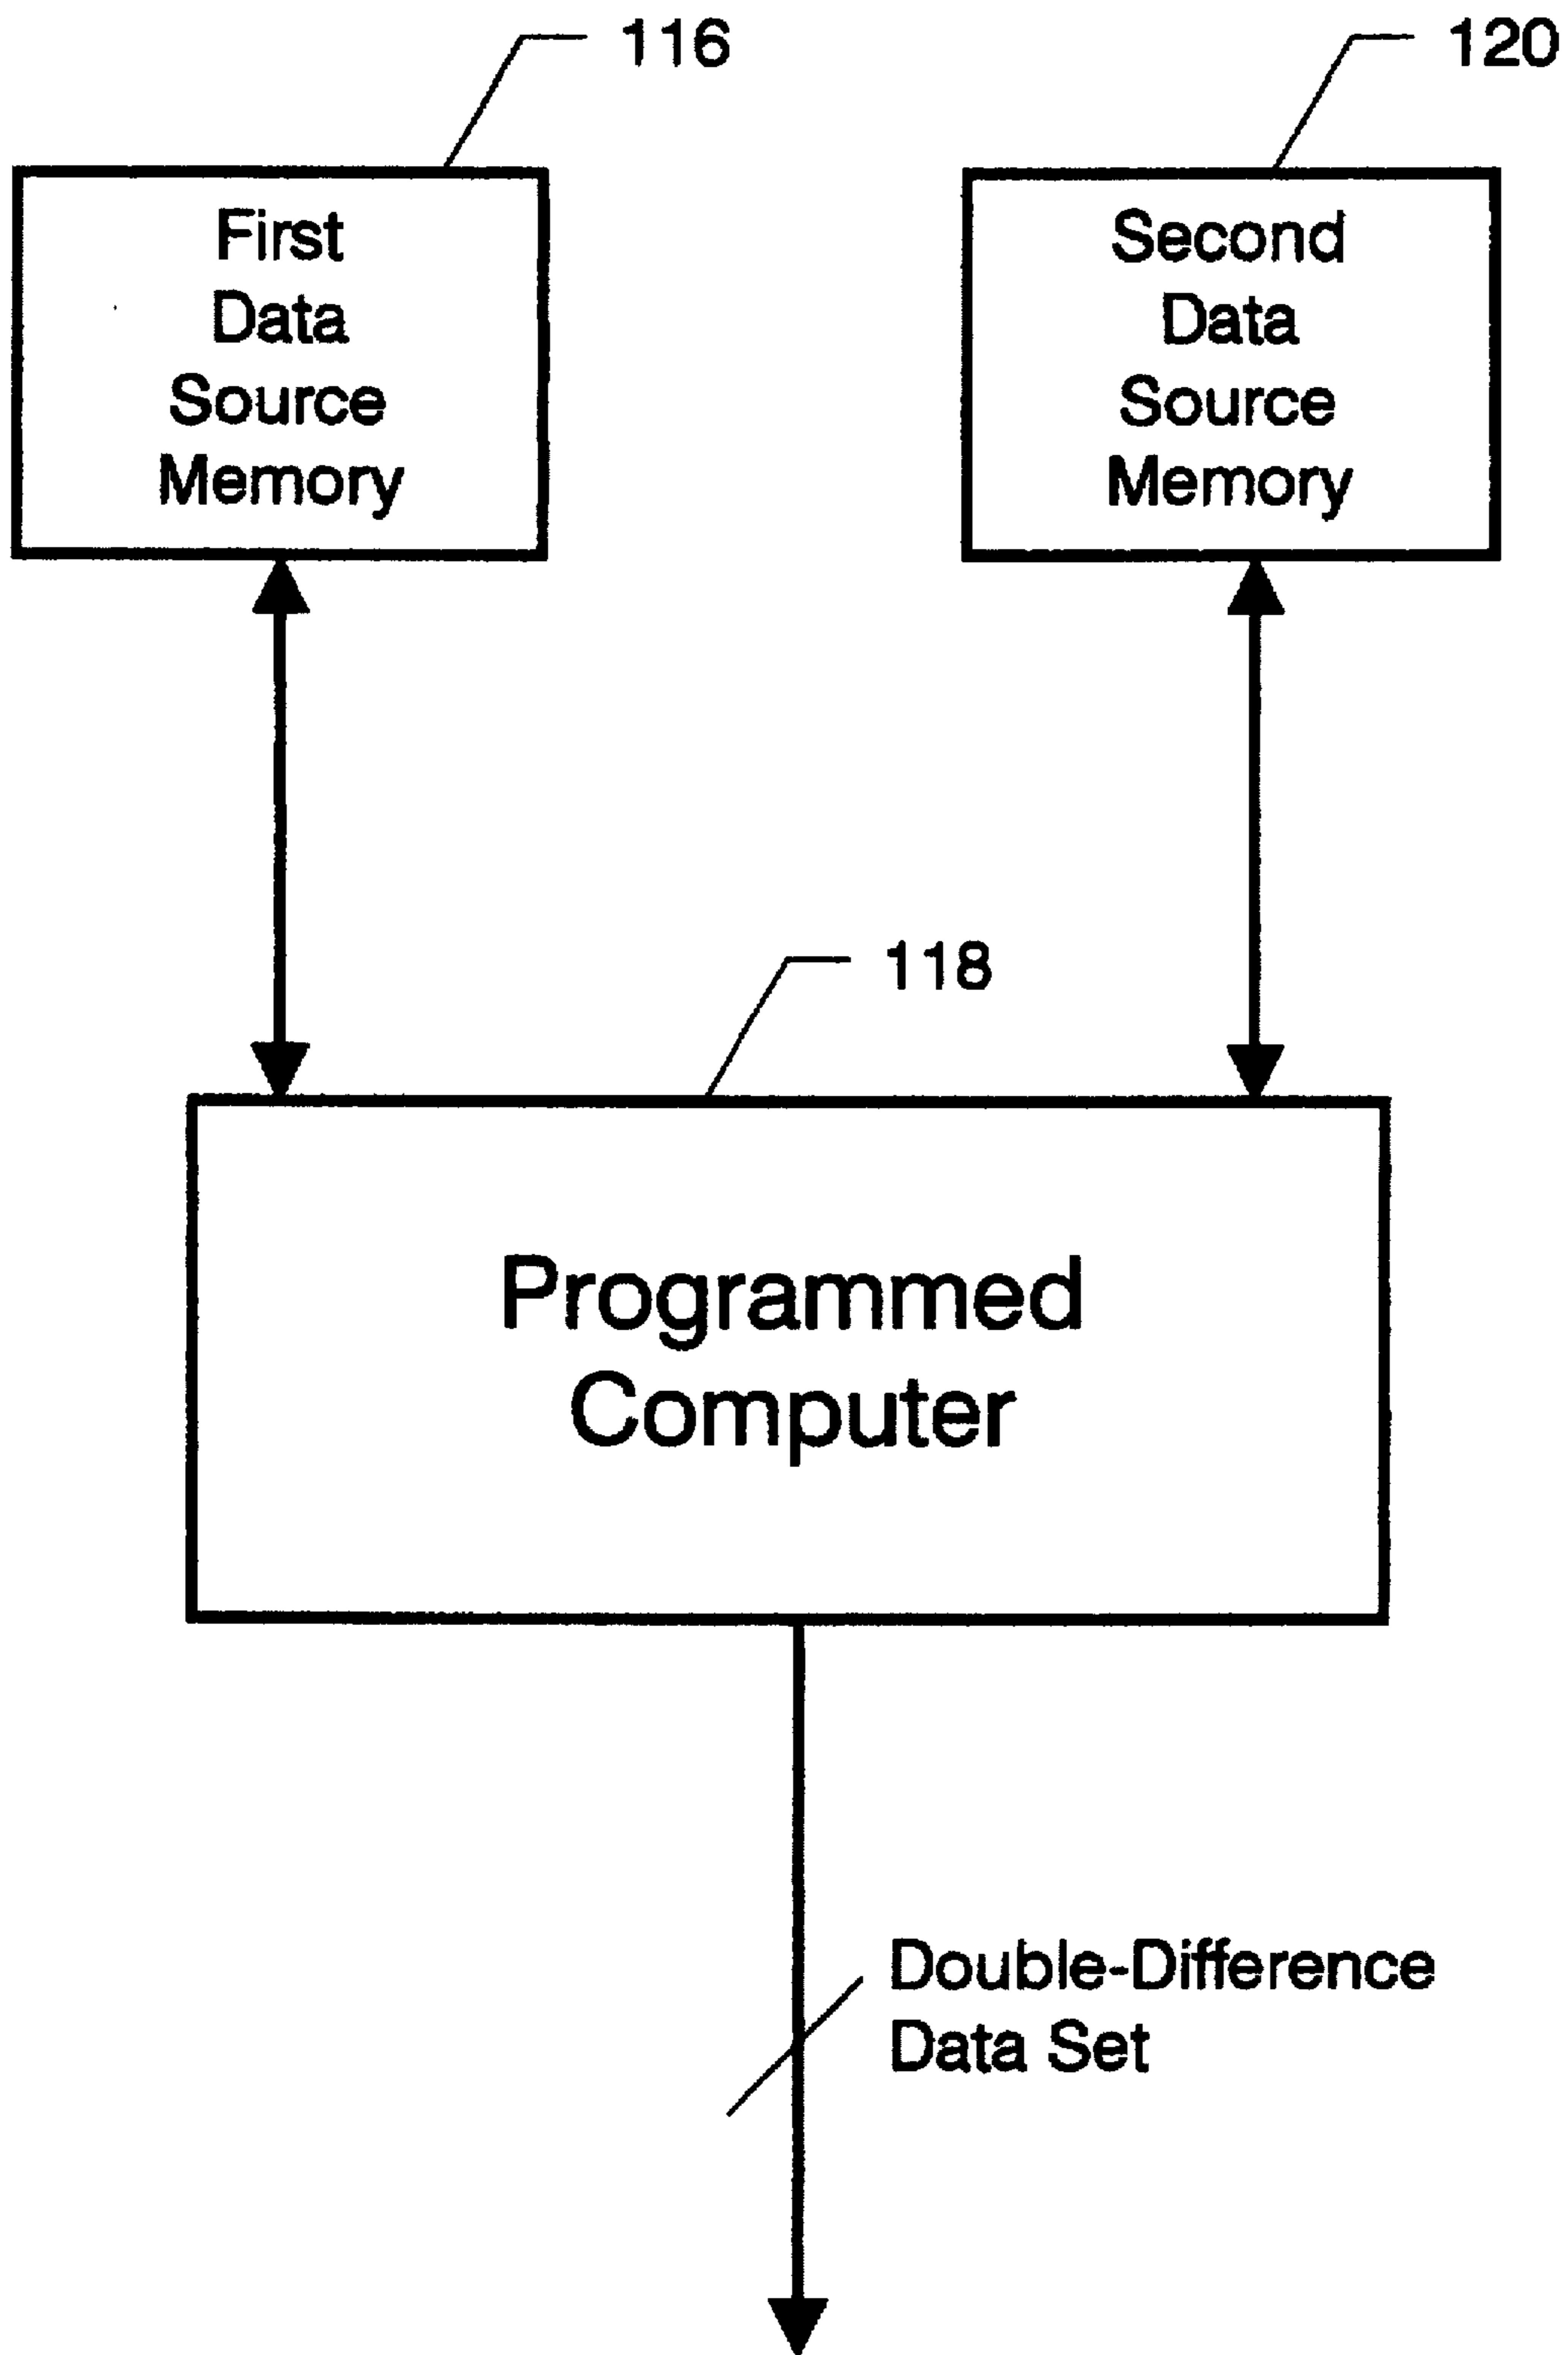 116
120
First
Data
Source
Memory
Second
Data
Source
Memory
118
Programmed
Computer
Double-Difference
Data Set